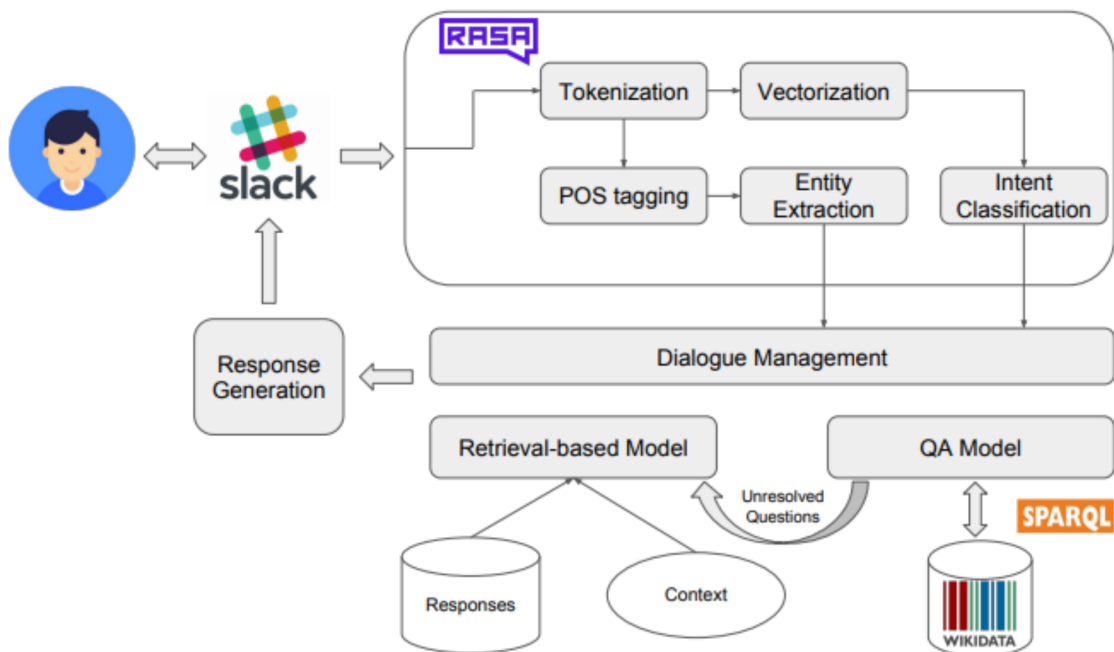 RASA
Tokenization
Vectorization
slack
POS tagging
Entity
Extraction
Intent
Classification
Response
Generation
Dialogue Management
Retrieval-based Model
QA Model
Unresolved
Questions
SPARQL
Responses
Context
WIKIDATA